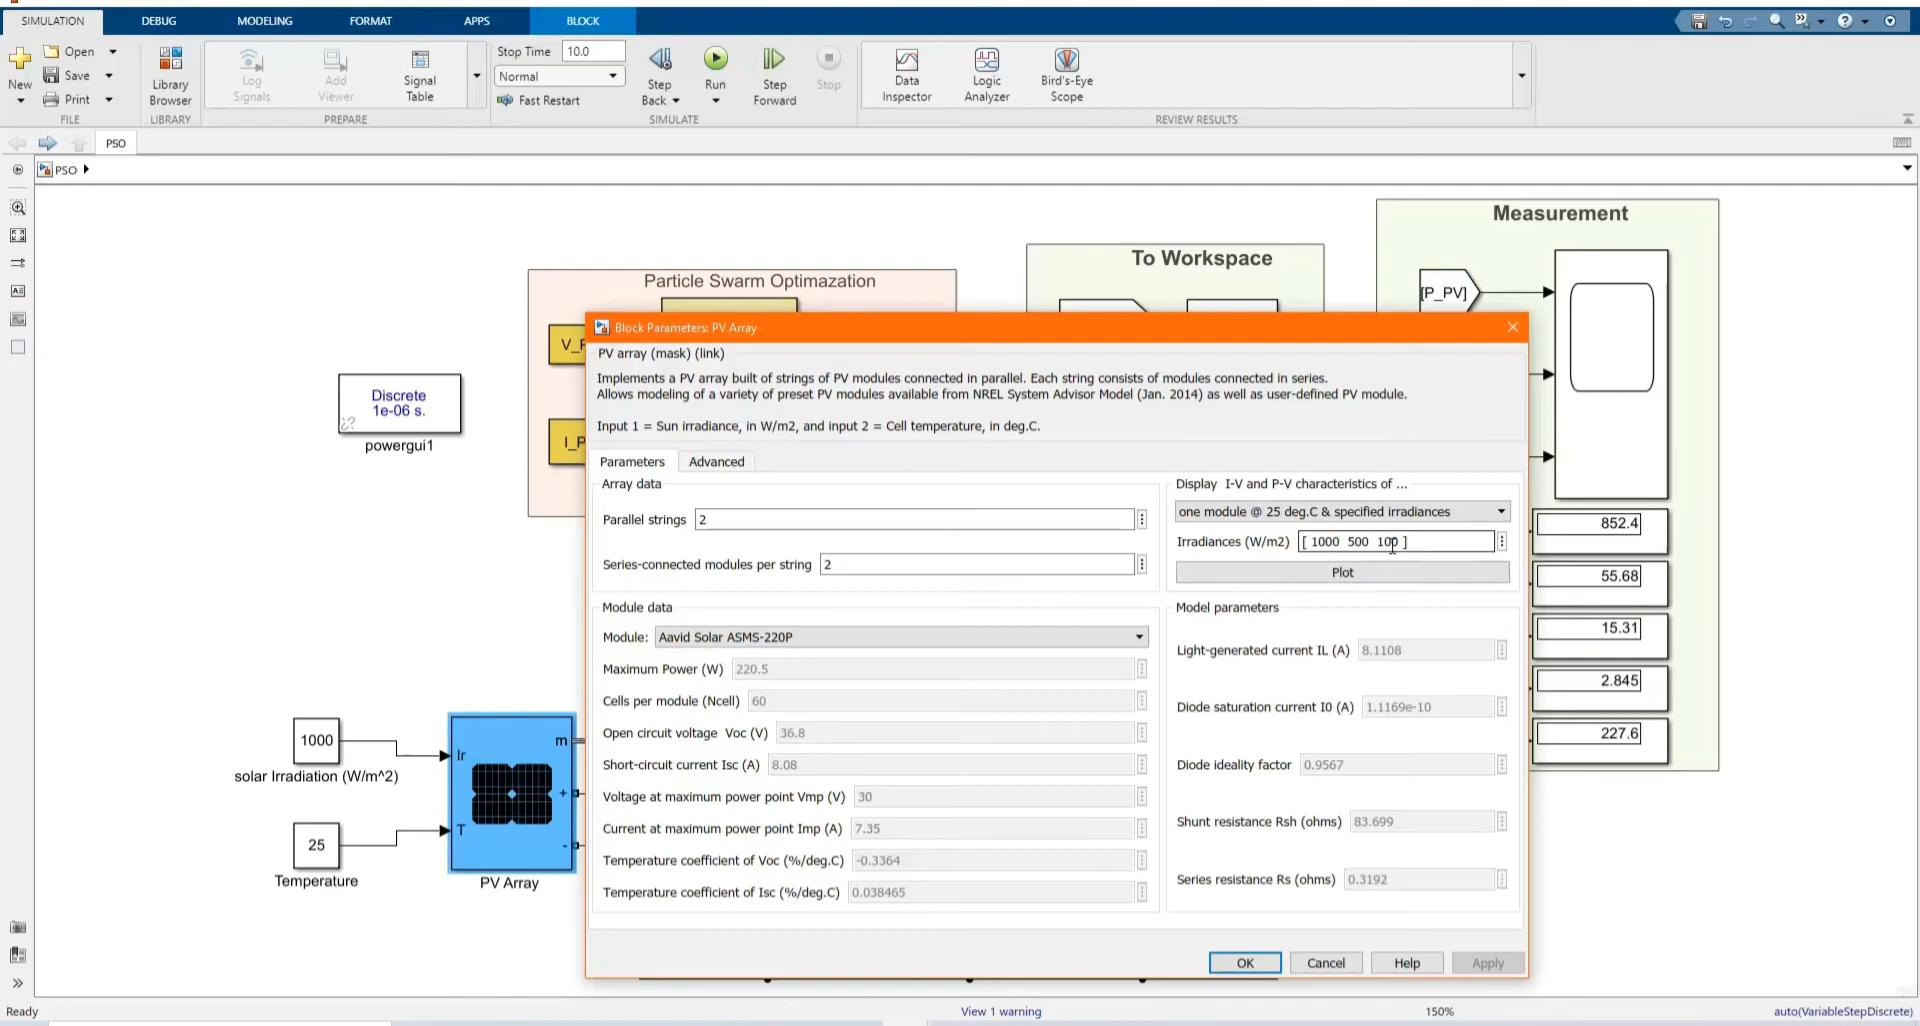 SIMULATION DEBUG MODELING FORMAT APPS BLOCK
New
Open
Save
Print
FILE
Library
Browser
LIBRARY
Log
Signals
Add
Viewer
Signal
Table
PREPARE
Stop Time 10.0
Normal
Fast Restart
Step
Back
Run
Step
Forward
Stop
SIMULATE
Data
Inspector
Logic
Analyzer
Bird's-Eye
Scope
REVIEW RESULTS
PSO
PSO
Measurement
To Workspace
Particle Swarm Optimazation
[P_PV]
V_P
I_P
Discrete
1e-06 s.
powergui1
Block Parameters: PV Array
PV array (mask) (link)
Implements a PV array built of strings of PV modules connected in parallel. Each string consists of modules connected in series.
Allows modeling of a variety of preset PV modules available from NREL System Advisor Model (Jan. 2014) as well as user-defined PV module.
Input 1 = Sun irradiance, in W/m2, and input 2 = Cell temperature, in deg.C.
Parameters Advanced
Array data
Parallel strings 2
Series-connected modules per string 2
Display I-V and P-V characteristics of ...
one module @ 25 deg.C & specified irradiances
Irradiances (W/m2) [ 1000 500 100 ]
Plot
Module data
Module: Aavid Solar ASMS-220P
Maximum Power (W) 220.5
Cells per module (Ncell) 60
Open circuit voltage Voc (V) 36.8
Short-circuit current Isc (A) 8.08
Voltage at maximum power point Vmp (V) 30
Current at maximum power point Imp (A) 7.35
Temperature coefficient of Voc (%/deg.C) -0.3364
Temperature coefficient of Isc (%/deg.C) 0.038465
Model parameters
Light-generated current IL (A) 8.1108
Diode saturation current I0 (A) 1.1169e-10
Diode ideality factor 0.9567
Shunt resistance Rsh (ohms) 83.699
Series resistance Rs (ohms) 0.3192
OK Cancel Help Apply
852.4
55.68
15.31
2.845
227.6
1000
solar Irradiation (W/m^2)
25
Temperature
Ir
T
m
+
-
PV Array
Ready
View 1 warning
150%
auto(VariableStepDiscrete)